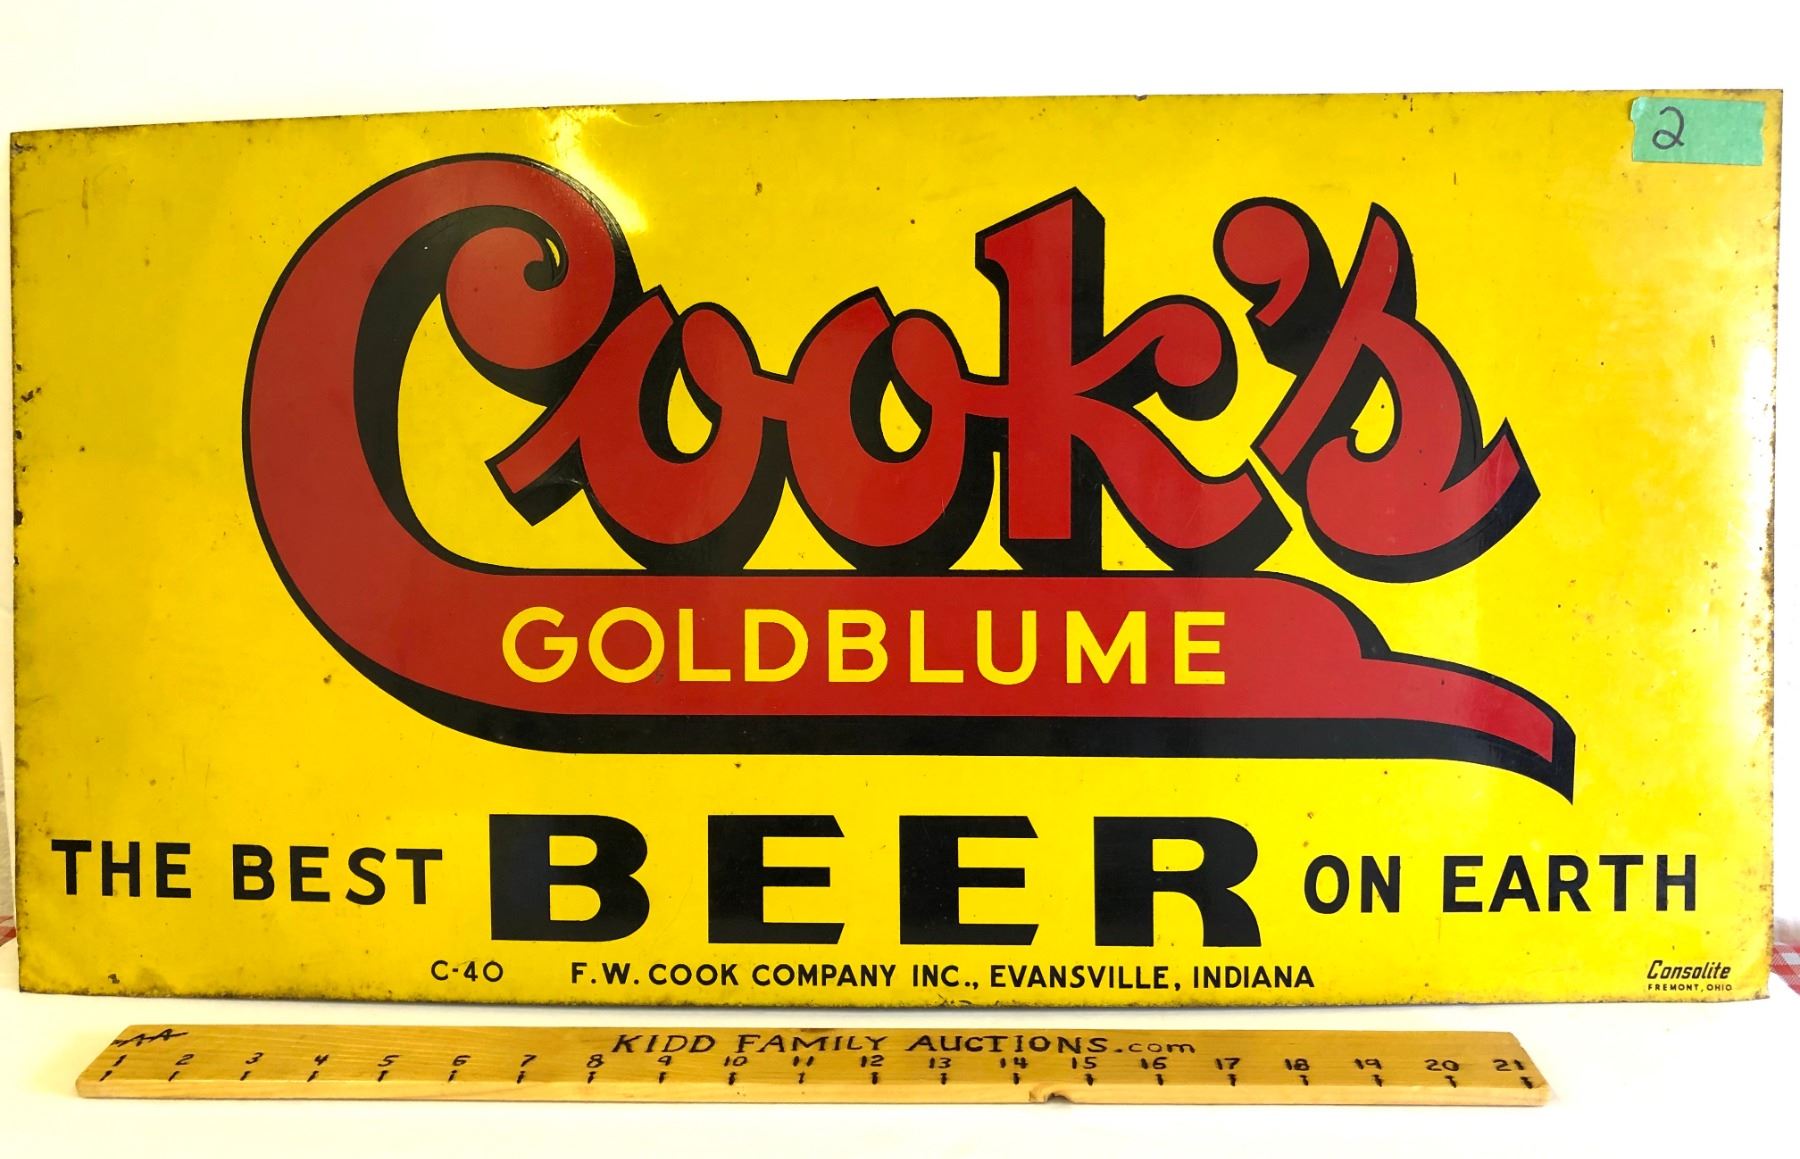 2
Cook's
GOLDBLUME
THE BEST BEER ON EARTH
C-40 F.W. COOK COMPANY INC., EVANSVILLE, INDIANA
Consolite
FREMONT, OHIO
AA
KIDD FAMILY AUCTIONS.com
1 2 3 4 5 6 7 8 9 10 11 12 13 14 15 16 17 18 19 20 21